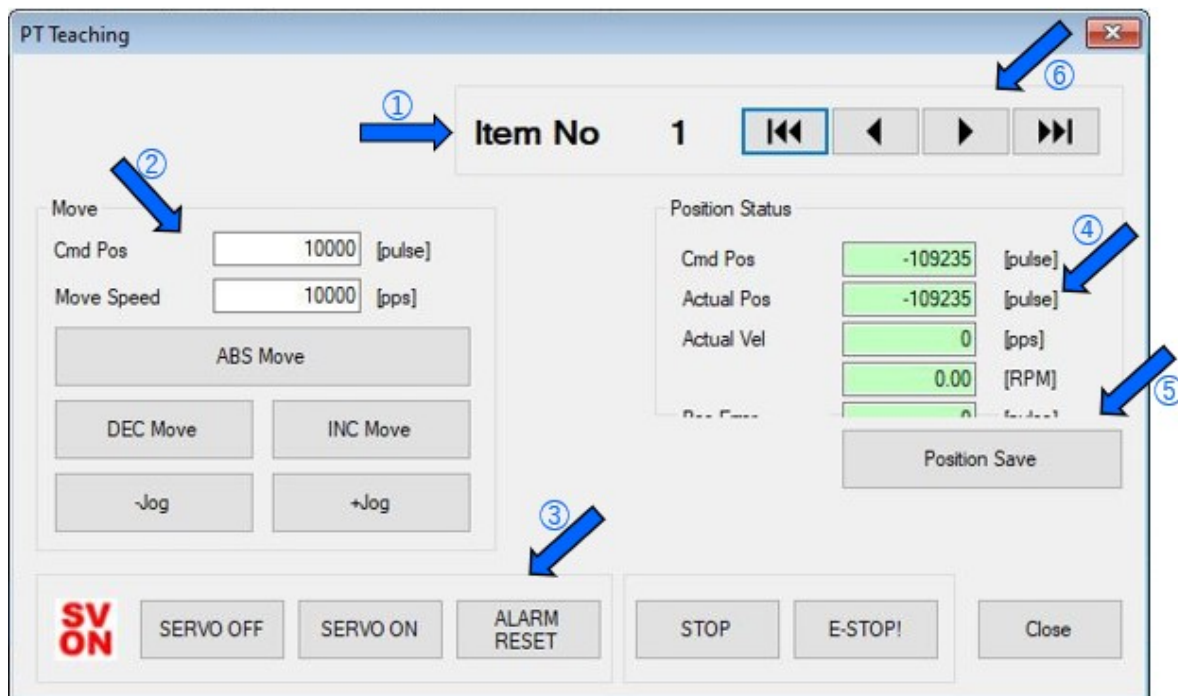 PT Teaching
①
⑥
Item No 1
②
Move
Cmd Pos 10000 [pulse]
Move Speed 10000 [pps]
ABS Move
DEC Move INC Move
-Jog +Jog
Position Status
④
Cmd Pos -109235 [pulse]
Actual Pos -109235 [pulse]
Actual Vel 0 [pps]
0.00 [RPM]
⑤
Position Save
③
SV
ON
SERVO OFF
SERVO ON
ALARM
RESET
STOP
E-STOP!
Close